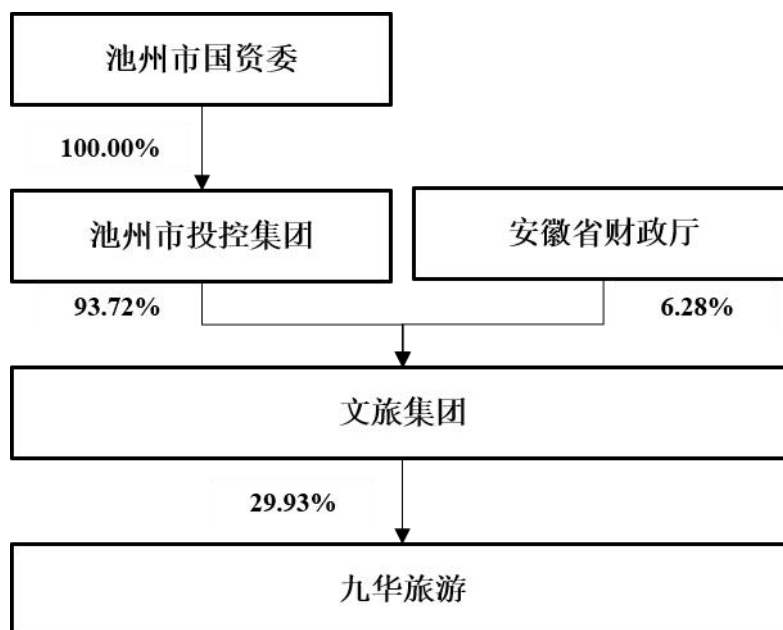 池州市国资委
100.00%
池州市投控集团
安徽省财政厅
93.72%
6.28%
文旅集团
29.93%
九华旅游